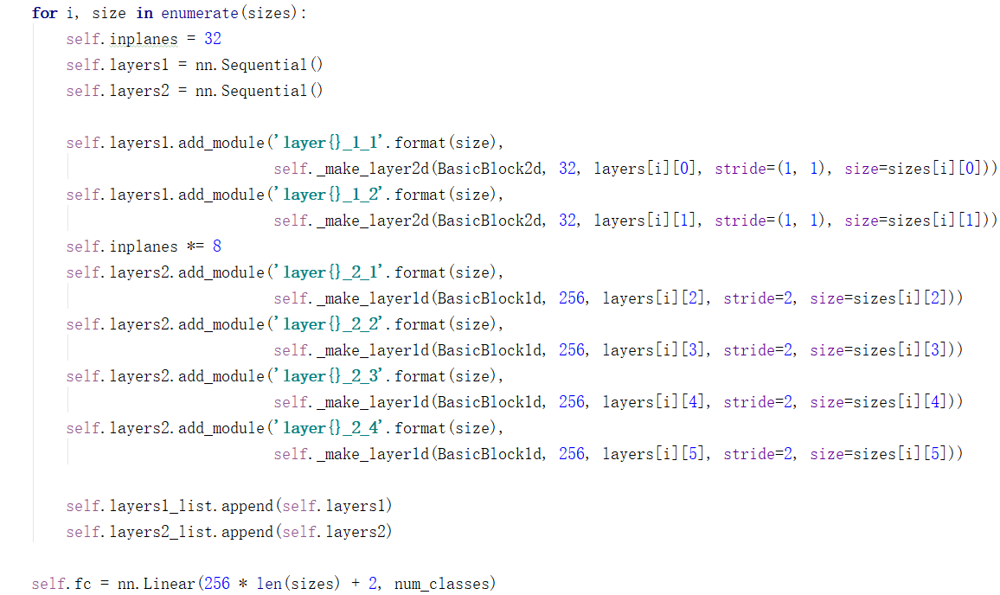 for i, size in enumerate(sizes):
    self.inplanes = 32
    self.layers1 = nn.Sequential()
    self.layers2 = nn.Sequential()

    self.layers1.add_module('layer{}_1_1'.format(size),
                            self._make_layer2d(BasicBlock2d, 32, layers[i][0], stride=(1, 1), size=sizes[i][0]))
    self.layers1.add_module('layer{}_1_2'.format(size),
                            self._make_layer2d(BasicBlock2d, 32, layers[i][1], stride=(1, 1), size=sizes[i][1]))
    self.inplanes *= 8
    self.layers2.add_module('layer{}_2_1'.format(size),
                            self._make_layer1d(BasicBlock1d, 256, layers[i][2], stride=2, size=sizes[i][2]))
    self.layers2.add_module('layer{}_2_2'.format(size),
                            self._make_layer1d(BasicBlock1d, 256, layers[i][3], stride=2, size=sizes[i][3]))
    self.layers2.add_module('layer{}_2_3'.format(size),
                            self._make_layer1d(BasicBlock1d, 256, layers[i][4], stride=2, size=sizes[i][4]))
    self.layers2.add_module('layer{}_2_4'.format(size),
                            self._make_layer1d(BasicBlock1d, 256, layers[i][5], stride=2, size=sizes[i][5]))

    self.layers1_list.append(self.layers1)
    self.layers2_list.append(self.layers2)

self.fc = nn.Linear(256 * len(sizes) + 2, num_classes)